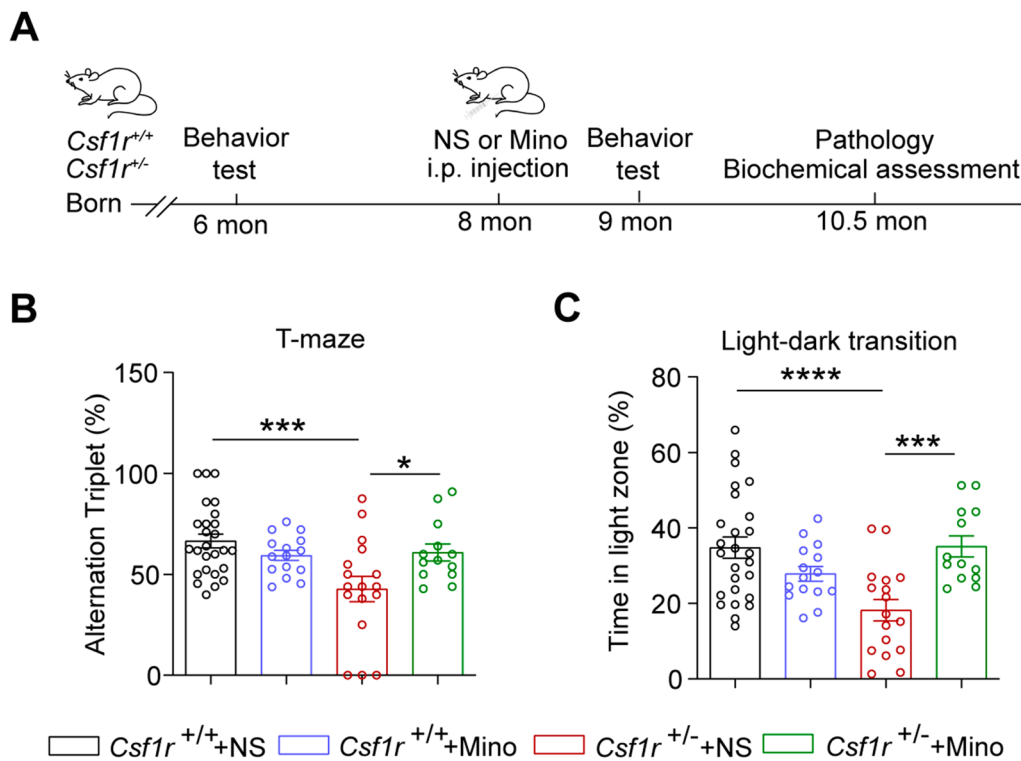 A
Csf1r+/+
Csf1r+/-
Born
Behavior
test
6 mon
NS or Mino
i.p. injection
8 mon
Behavior
test
9 mon
Pathology
Biochemical assessment
10.5 mon
B
T-maze
Alternation Triplet (%)
150
100
50
0
***
*
C
Light-dark transition
Time in light zone (%)
80
60
40
20
0
****
***
Csf1r +/++NS
Csf1r +/++Mino
Csf1r +/-+NS
Csf1r +/-+Mino